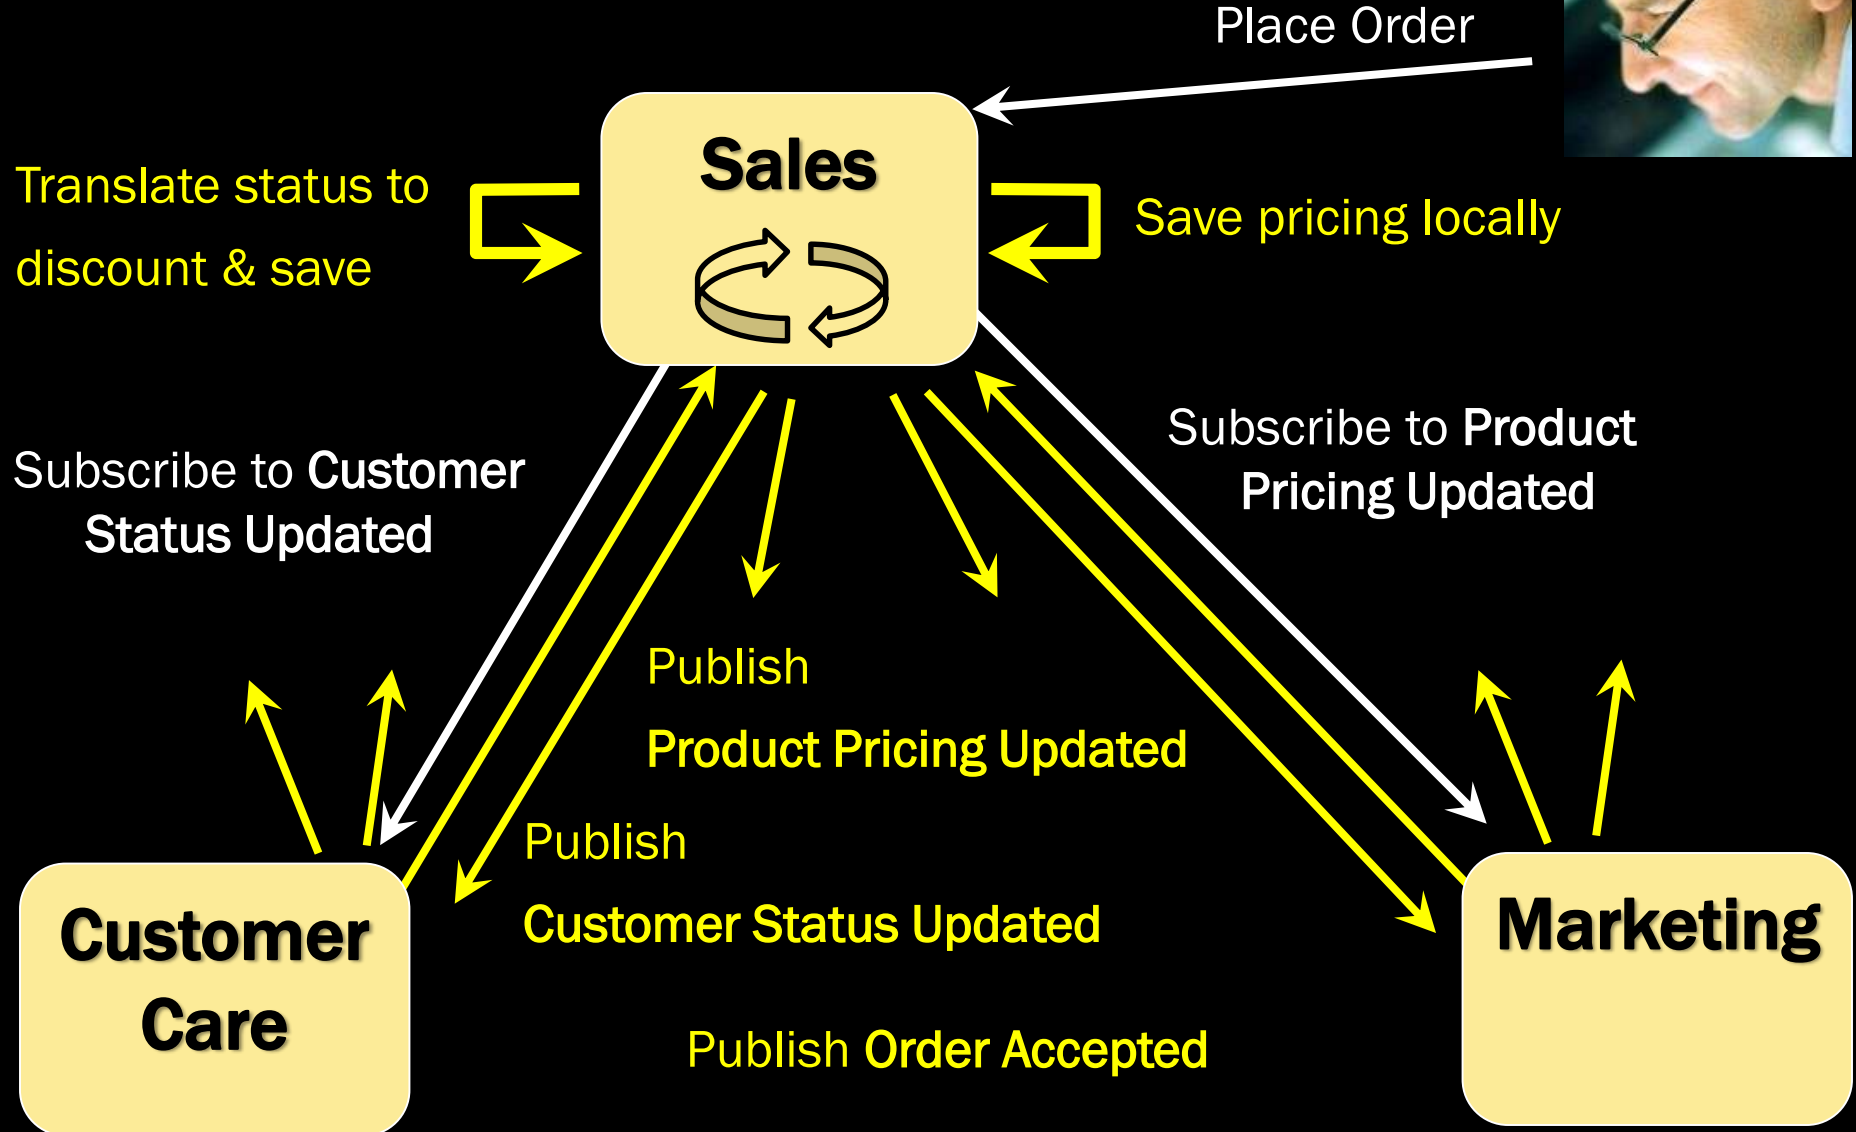 Place Order
Sales
Translate status to
discount & save
Save pricing locally
Subscribe to Customer
Status Updated
Subscribe to Product
Pricing Updated
Publish
Product Pricing Updated
Publish
Customer Status Updated
Customer
Care
Marketing
Publish Order Accepted